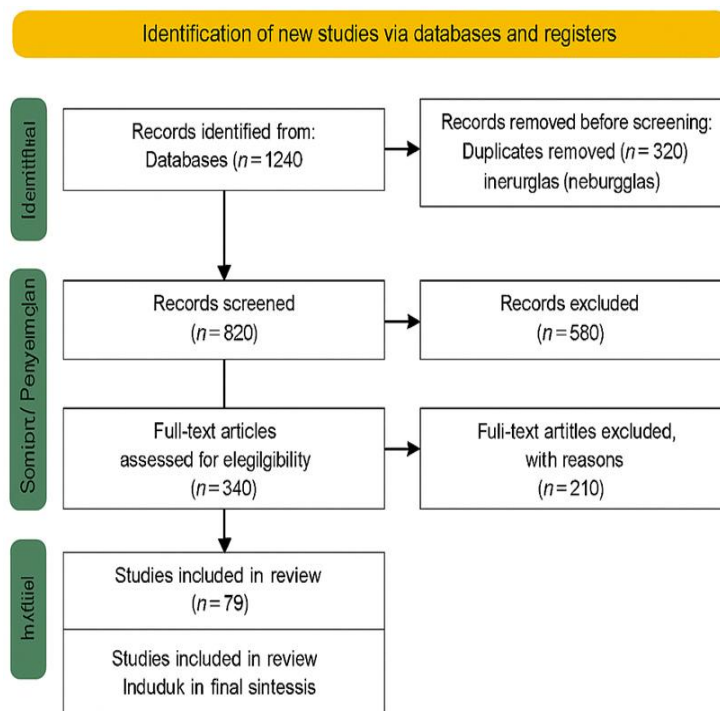 Identification of new studies via databases and registers
Records identified from:
Databases (n = 1240
Records removed before screening:
Duplicates removed (n = 320)
inerurglas (neburgglas)
Records screened
(n = 820)
Records excluded
(n = 580)
Full-text articles
assessed for elegilgibility
(n = 340)
Fuli-text artitles excluded,
with reasons
(n = 210)
Studies included in review
(n = 79)
Studies included in review
Induduk in final sintessis